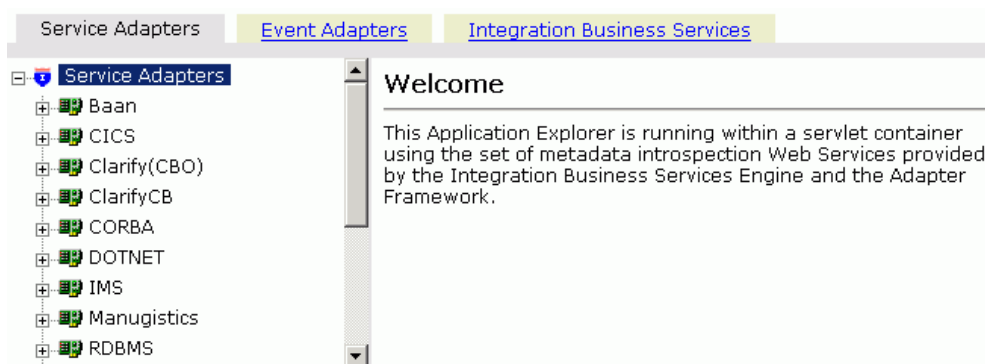 Service Adapters
Event Adapters
Integration Business Services
Service Adapters
Baan
CICS
Clarify(CBO)
ClarifyCB
CORBA
DOTNET
IMS
Manugistics
RDBMS
Welcome
This Application Explorer is running within a servlet container
using the set of metadata introspection Web Services provided
by the Integration Business Services Engine and the Adapter
Framework.